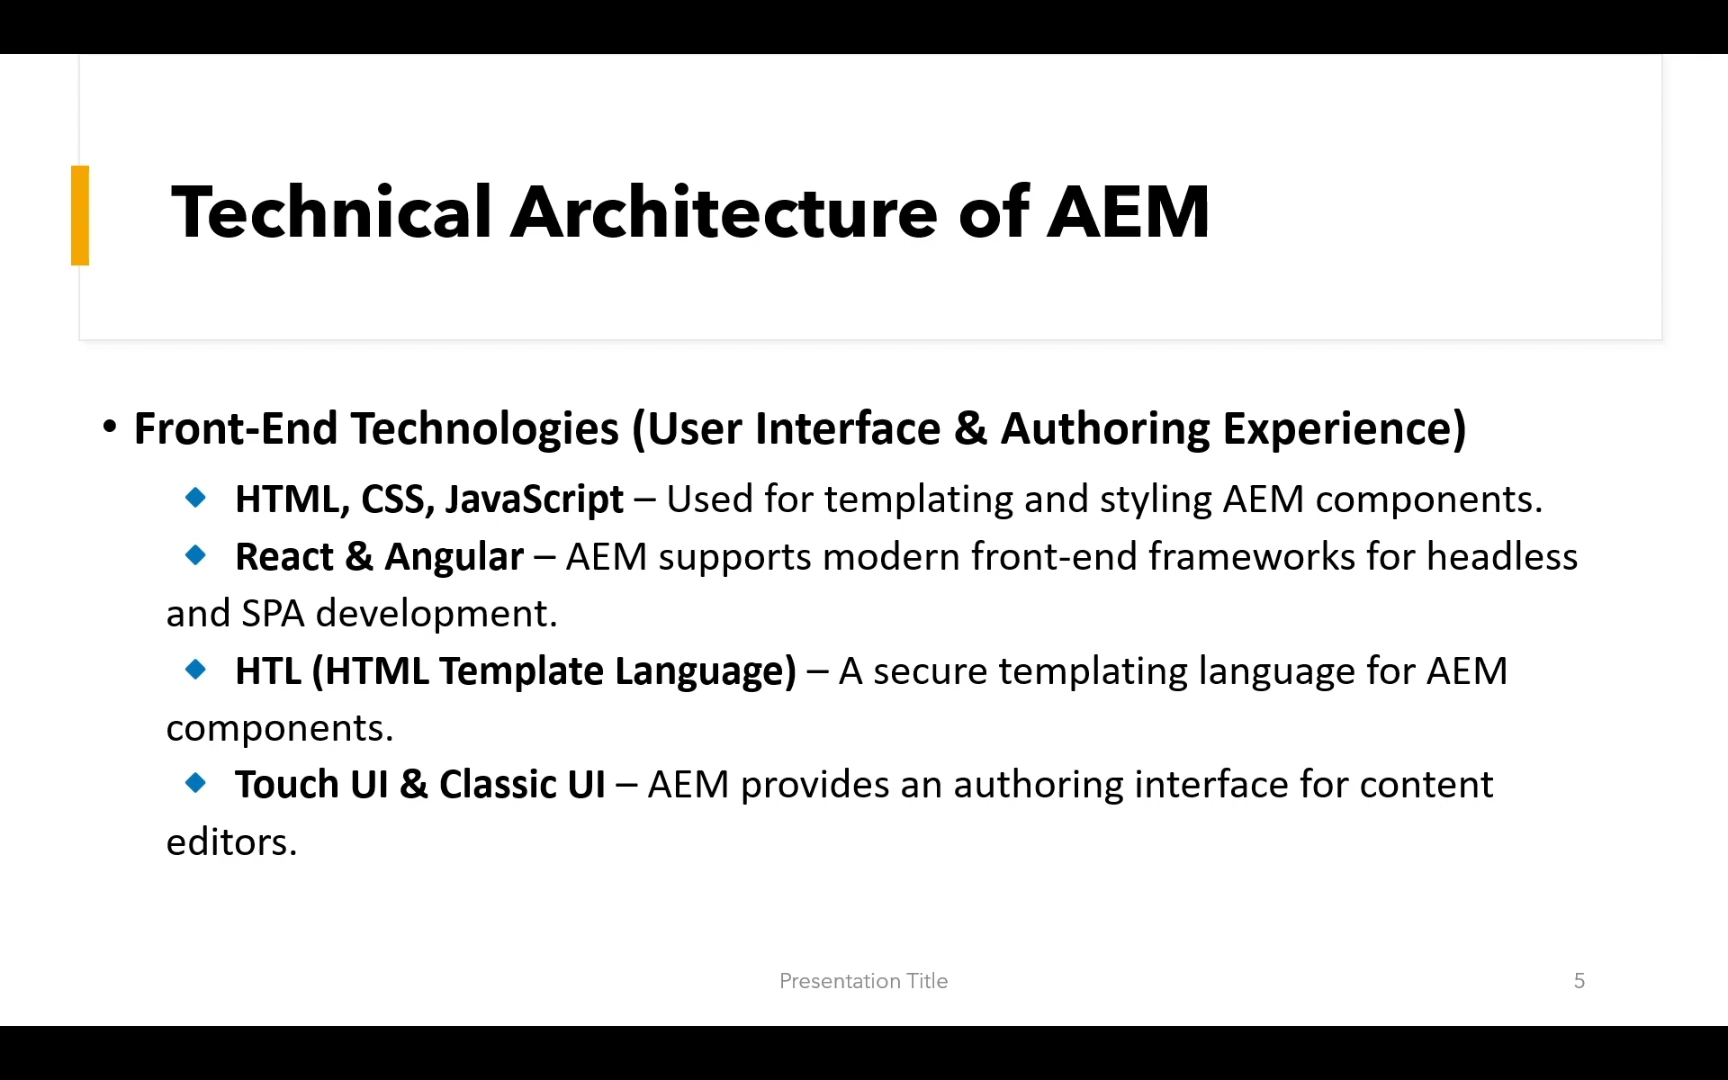 Technical Architecture of AEM
• Front-End Technologies (User Interface & Authoring Experience)
🔹 HTML, CSS, JavaScript – Used for templating and styling AEM components.
🔹 React & Angular – AEM supports modern front-end frameworks for headless
and SPA development.
🔹 HTL (HTML Template Language) – A secure templating language for AEM
components.
🔹 Touch UI & Classic UI – AEM provides an authoring interface for content
editors.
Presentation Title
5